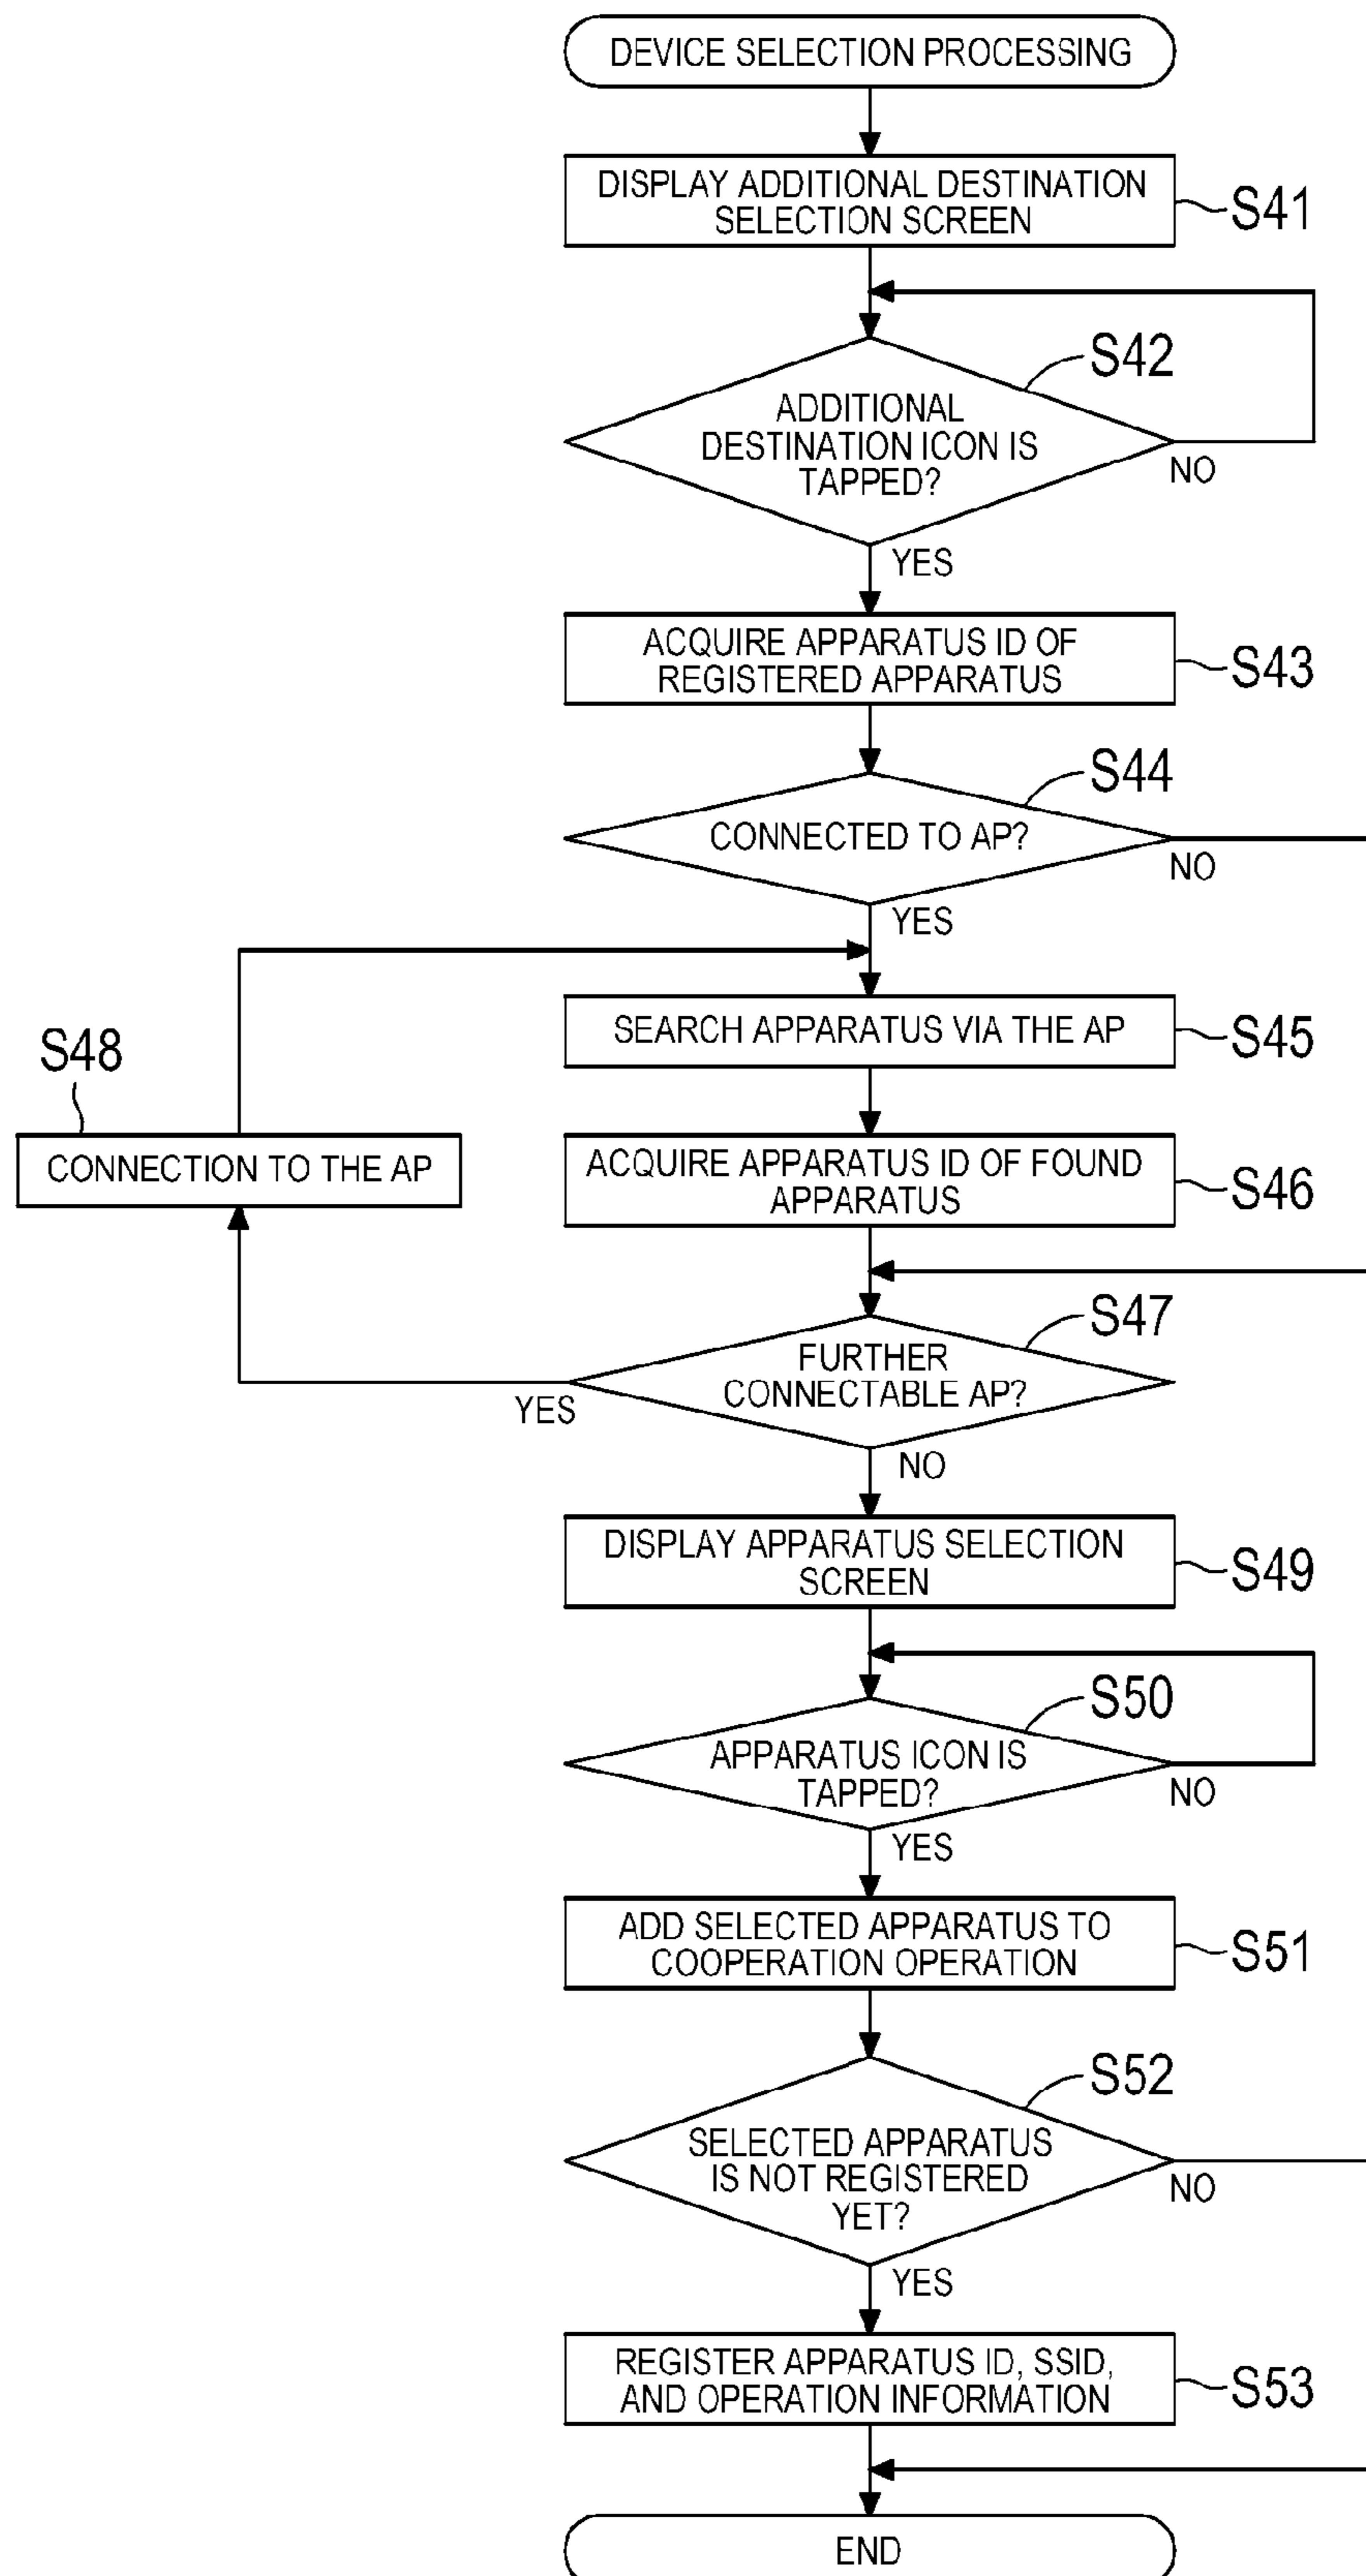 DEVICE SELECTION PROCESSING
DISPLAY ADDITIONAL DESTINATION
SELECTION SCREEN
S41
S42
ADDITIONAL
DESTINATION ICON IS
TAPPED?
NO
YES
ACQUIRE APPARATUS ID OF
REGISTERED APPARATUS
S43
S44
CONNECTED TO AP?
NO
YES
SEARCH APPARATUS VIA THE AP
S45
S48
CONNECTION TO THE AP
ACQUIRE APPARATUS ID OF FOUND
APPARATUS
S46
S47
FURTHER
CONNECTABLE AP?
YES
NO
DISPLAY APPARATUS SELECTION
SCREEN
S49
S50
APPARATUS ICON IS
TAPPED?
NO
YES
ADD SELECTED APPARATUS TO
COOPERATION OPERATION
S51
S52
SELECTED APPARATUS
IS NOT REGISTERED
YET?
NO
YES
REGISTER APPARATUS ID, SSID,
AND OPERATION INFORMATION
S53
END